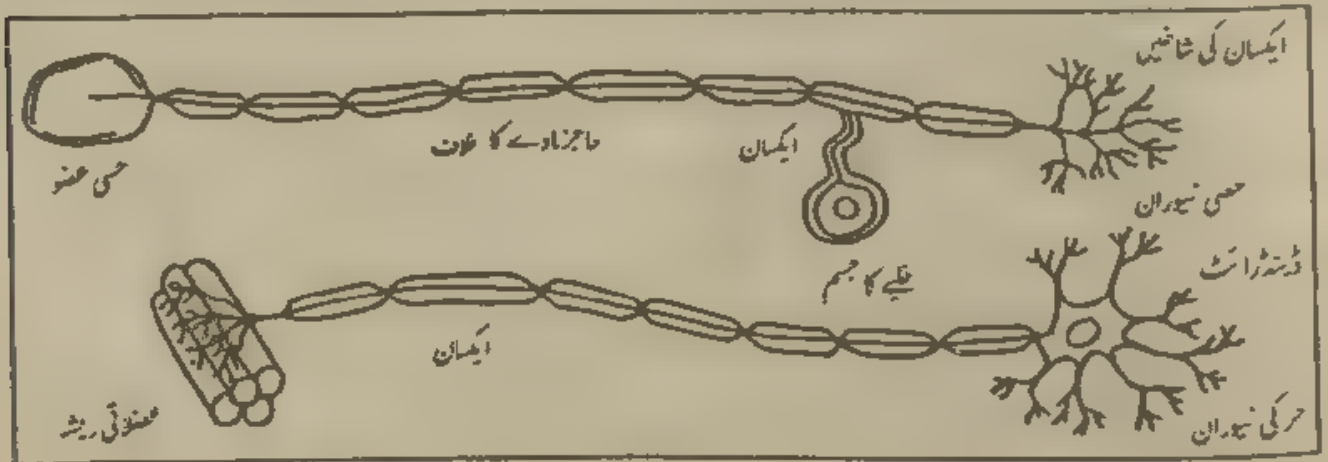 ایکسان کی شاخیں
حاجز مادے کا غلاف
ایکسان
حسی عضو
حسی نیوران
خلیے کا جسم
ڈینڈرائٹ
ایکسان
عضلاتی ریشہ
حرکی نیوران